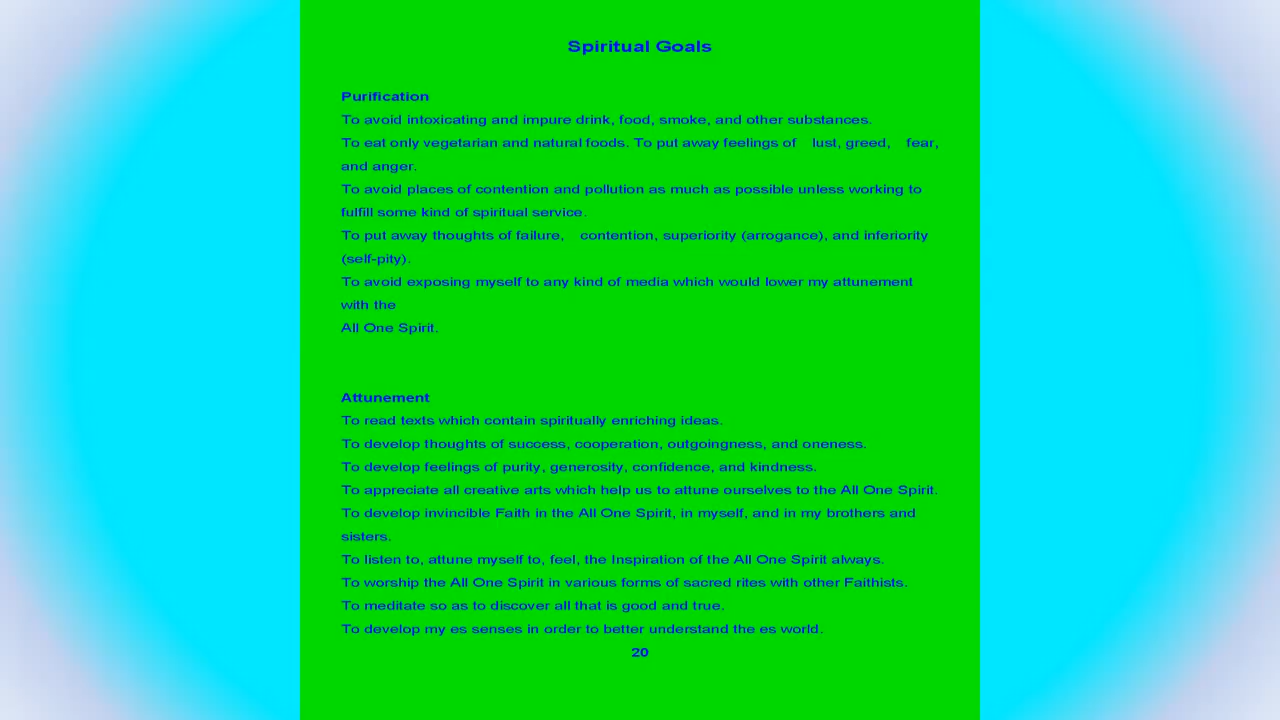 Spiritual Goals
Purification
To avoid intoxicating and impure drink, food, smoke, and other substances.
To eat only vegetarian and natural foods. To put away feelings of lust, greed, fear,
and anger.
To avoid places of contention and pollution as much as possible unless working to
fulfill some kind of spiritual service.
To put away thoughts of failure, contention, superiority (arrogance), and inferiority
(self-pity).
To avoid exposing myself to any kind of media which would lower my attunement
with the
All One Spirit.
Attunement
To read texts which contain spiritually enriching ideas.
To develop thoughts of success, cooperation, outgoingness, and oneness.
To develop feelings of purity, generosity, confidence, and kindness.
To appreciate all creative arts which help us to attune ourselves to the All One Spirit.
To develop invincible Faith in the All One Spirit, in myself, and in my brothers and
sisters.
To listen to, attune myself to, feel, the Inspiration of the All One Spirit always.
To worship the All One Spirit in various forms of sacred rites with other Faithists.
To meditate so as to discover all that is good and true.
To develop my es senses in order to better understand the es world.
20